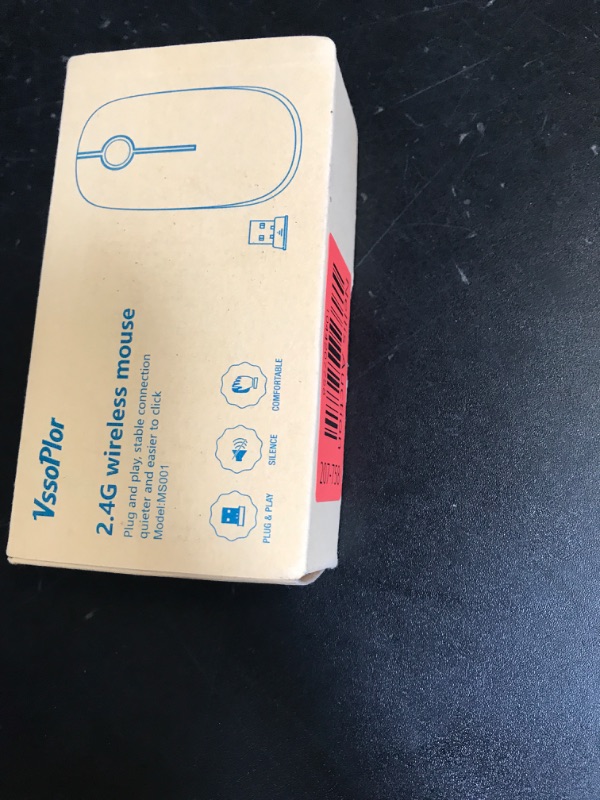 VssoPlor
2.4G wireless mouse
Plug and play, stable connection
quieter and easier to click
Model:MS001
PLUG & PLAY
SILENCE
COMFORTABLE